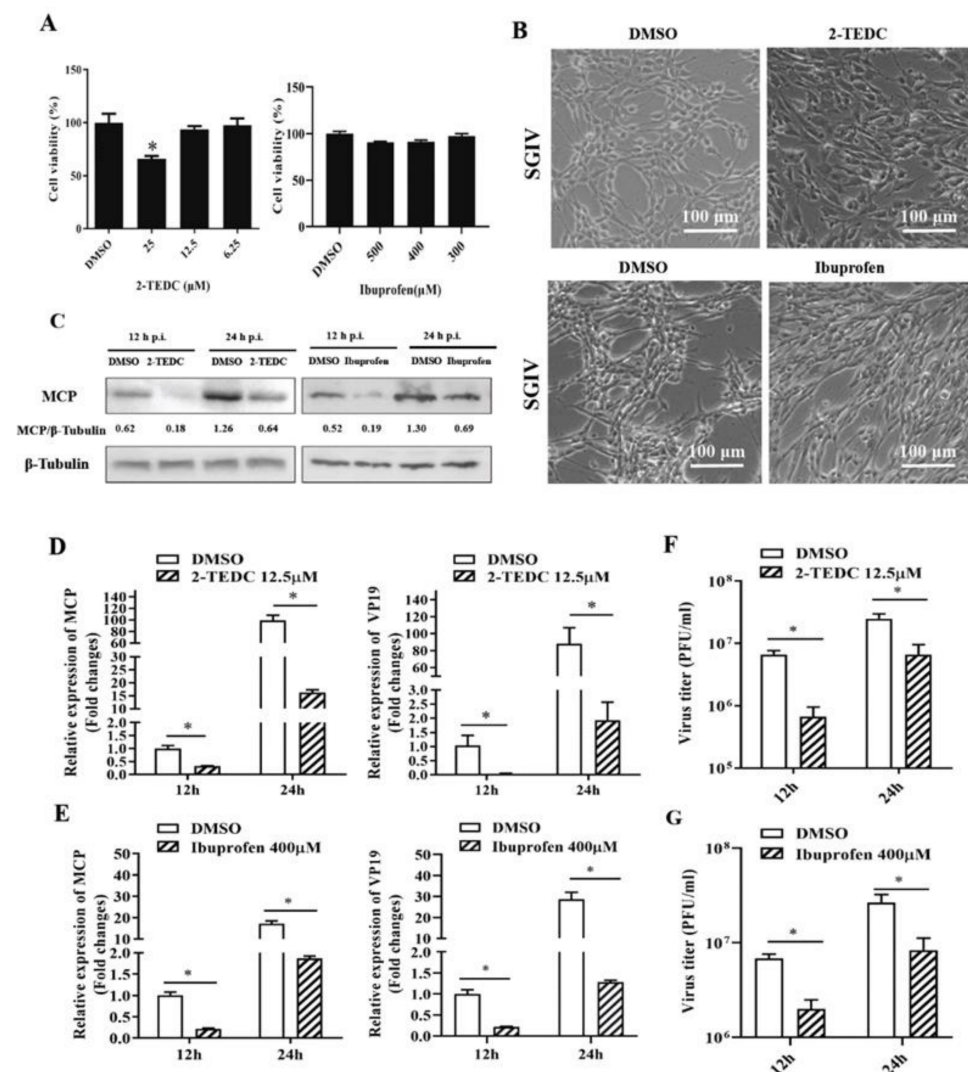 A
Cell viability (%)
150
100
50
0
*
DMSO
25
12.5
6.25
2-TEDC (µM)
Cell viability (%)
150
100
50
0
DMSO
500
400
300
Ibuprofen(µM)
B
DMSO
2-TEDC
SGIV
100 µm
100 µm
DMSO
Ibuprofen
SGIV
100 µm
100 µm
C
12 h p.i. 24 h p.i. 12 h p.i. 24 h p.i.
DMSO 2-TEDC DMSO 2-TEDC DMSO Ibuprofen DMSO Ibuprofen
MCP
MCP/β-Tubulin 0.62 0.18 1.26 0.64 0.52 0.19 1.30 0.69
β-Tubulin
D
DMSO
2-TEDC 12.5µM
Relative expression of MCP
(Fold changes)
140
120
100
80
60
25
20
15
10
5
2.0
1.0
0.0
*
*
12h 24h
DMSO
2-TEDC 12.5µM
Relative expression of VP19
(Fold changes)
120
100
80
60
4.0
3.0
2.0
1.5
1.0
0.5
0.0
*
*
12h 24h
F
DMSO
2-TEDC 12.5µM
Virus titer (PFU/ml)
10⁸
10⁷
10⁶
10⁵
*
*
12h
24h
E
DMSO
Ibuprofen 400µM
Relative expression of MCP
(Fold changes)
50
40
30
20
10
2.0
1.5
1.0
0.5
0.0
*
*
12h 24h
DMSO
Ibuprofen 400µM
Relative expression of VP19
(Fold changes)
50
40
30
20
10
2.0
1.5
1.0
0.5
0.0
*
*
12h 24h
G
DMSO
Ibuprofen 400µM
Virus titer (PFU/ml)
10⁸
10⁷
10⁶
*
*
12h
24h